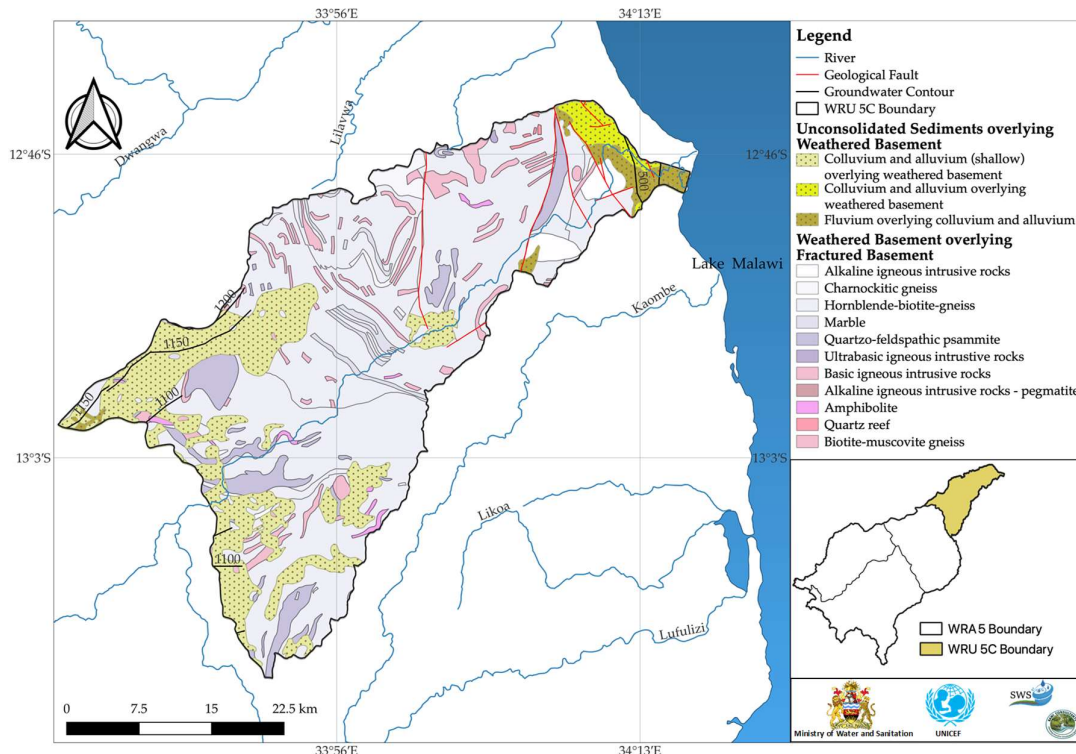 33°56'E
34°13'E
Dwangwa
Lilavwa
12°46'S
12°46'S
500
Lake Malawi
Kaombe
1200
1150
1150
1100
13°3'S
13°3'S
Likoa
1100
Lufulizi
0
7.5
15
22.5 km
33°56'E
34°13'E
Legend
River
Geological Fault
Groundwater Contour
WRU 5C Boundary
Unconsolidated Sediments overlying
Weathered Basement
Colluvium and alluvium (shallow)
overlying weathered basement
Colluvium and alluvium overlying
weathered basement
Fluvium overlying colluvium and alluvium
Weathered Basement overlying
Fractured Basement
Alkaline igneous intrusive rocks
Charnockitic gneiss
Hornblende-biotite-gneiss
Marble
Quartzo-feldspathic psammite
Ultrabasic igneous intrustive rocks
Basic igneous intrusive rocks
Alkaline igneous intrusive rocks - pegmatite
Amphibolite
Quartz reef
Biotite-muscovite gneiss
WRA 5 Boundary
WRU 5C Boundary
Ministry of Water and Sanitation
UNICEF
SWS